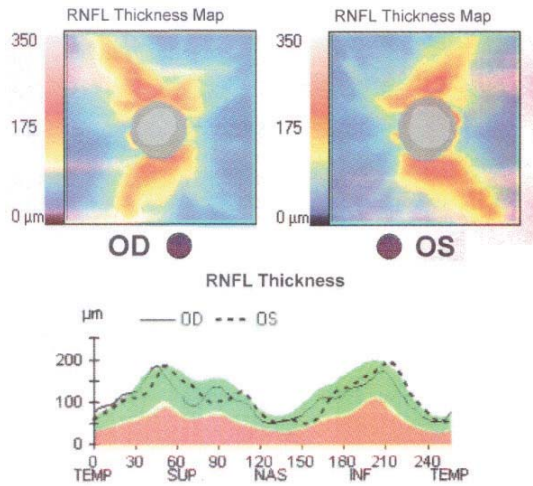 RNFL Thickness Map
RNFL Thickness Map
350
350
175
175
0 µm
0 µm
OD
OS
RNFL Thickness
µm
OD
OS
200
100
0
0 30 60 90 120 150 180 210 240
TEMP SUP NAS INF TEMP